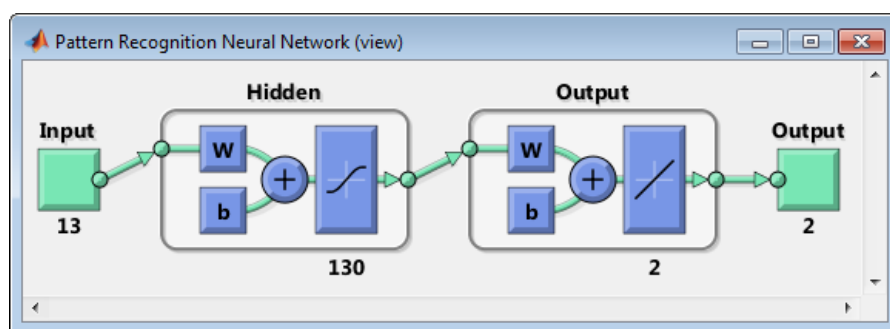 Pattern Recognition Neural Network (view)
Hidden
Output
Input
Output
W
W
b
b
13
130
2
2